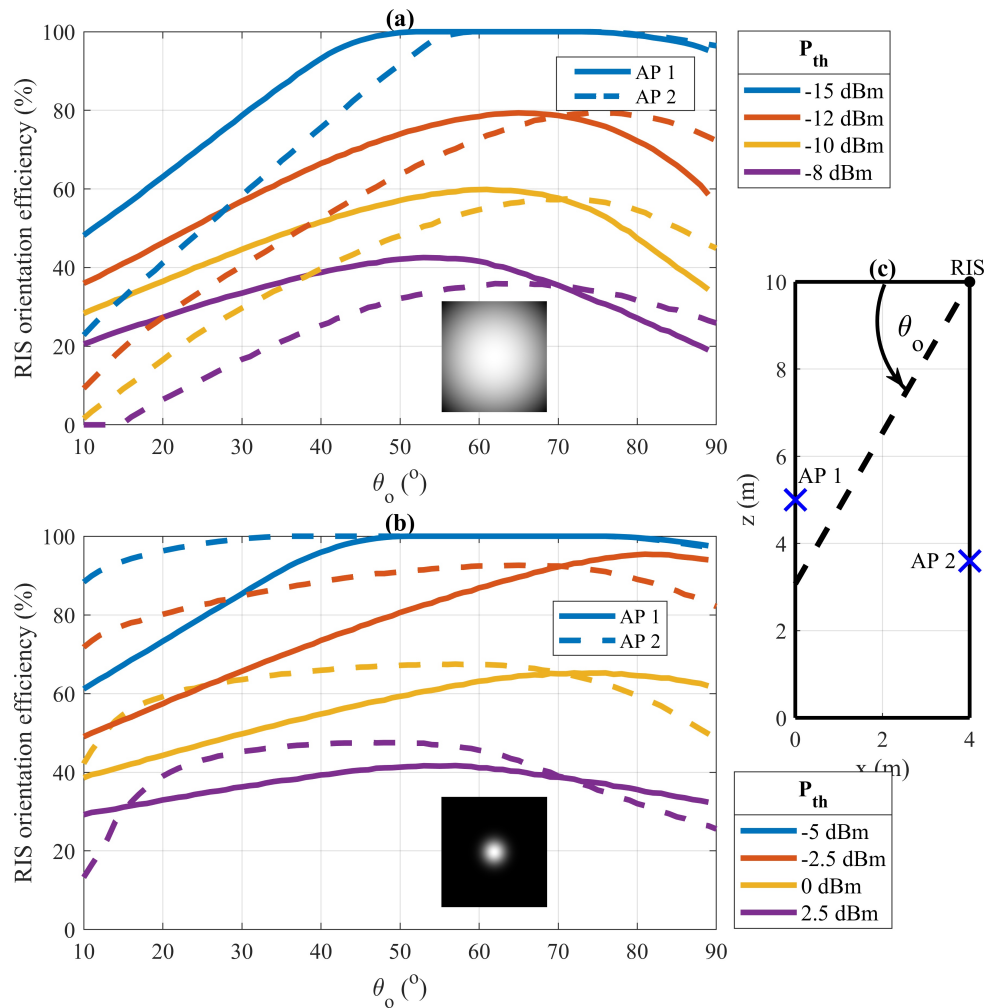 (a)
RIS orientation efficiency (%)
100
80
60
40
20
0
AP 1
AP 2
10 20 30 40 50 60 70 80 90
θo (o)
Pth
-15 dBm
-12 dBm
-10 dBm
-8 dBm
(b)
RIS orientation efficiency (%)
100
80
60
40
20
0
AP 1
AP 2
10 20 30 40 50 60 70 80 90
θo (o)
(c)
RIS
θo
z (m)
10
8
6
4
2
0
AP 1
AP 2
0 2 4
x (m)
Pth
-5 dBm
-2.5 dBm
0 dBm
2.5 dBm